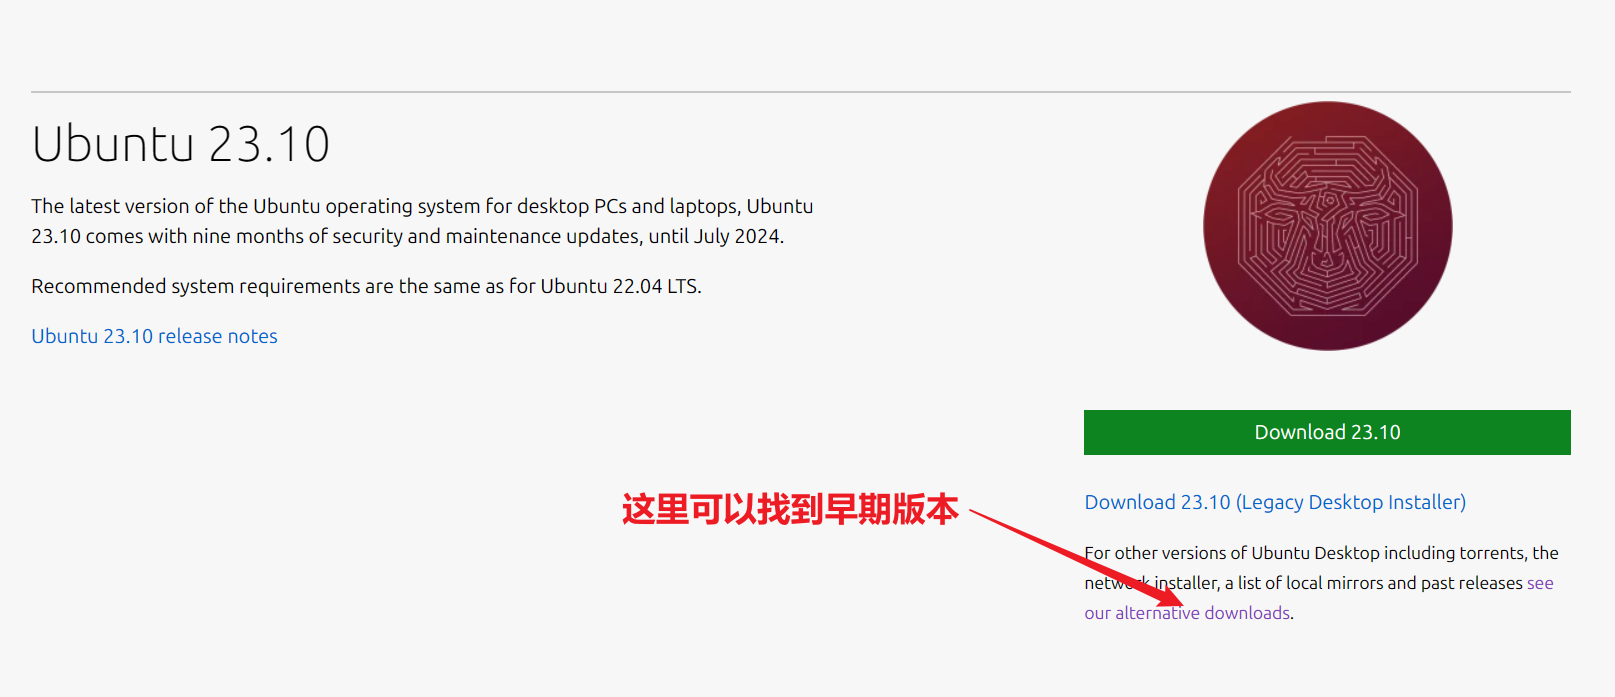 Ubuntu 23.10
The latest version of the Ubuntu operating system for desktop PCs and laptops, Ubuntu
23.10 comes with nine months of security and maintenance updates, until July 2024.
Recommended system requirements are the same as for Ubuntu 22.04 LTS.
Ubuntu 23.10 release notes
Download 23.10
这里可以找到早期版本
Download 23.10 (Legacy Desktop Installer)
For other versions of Ubuntu Desktop including torrents, the
network installer, a list of local mirrors and past releases see
our alternative downloads.